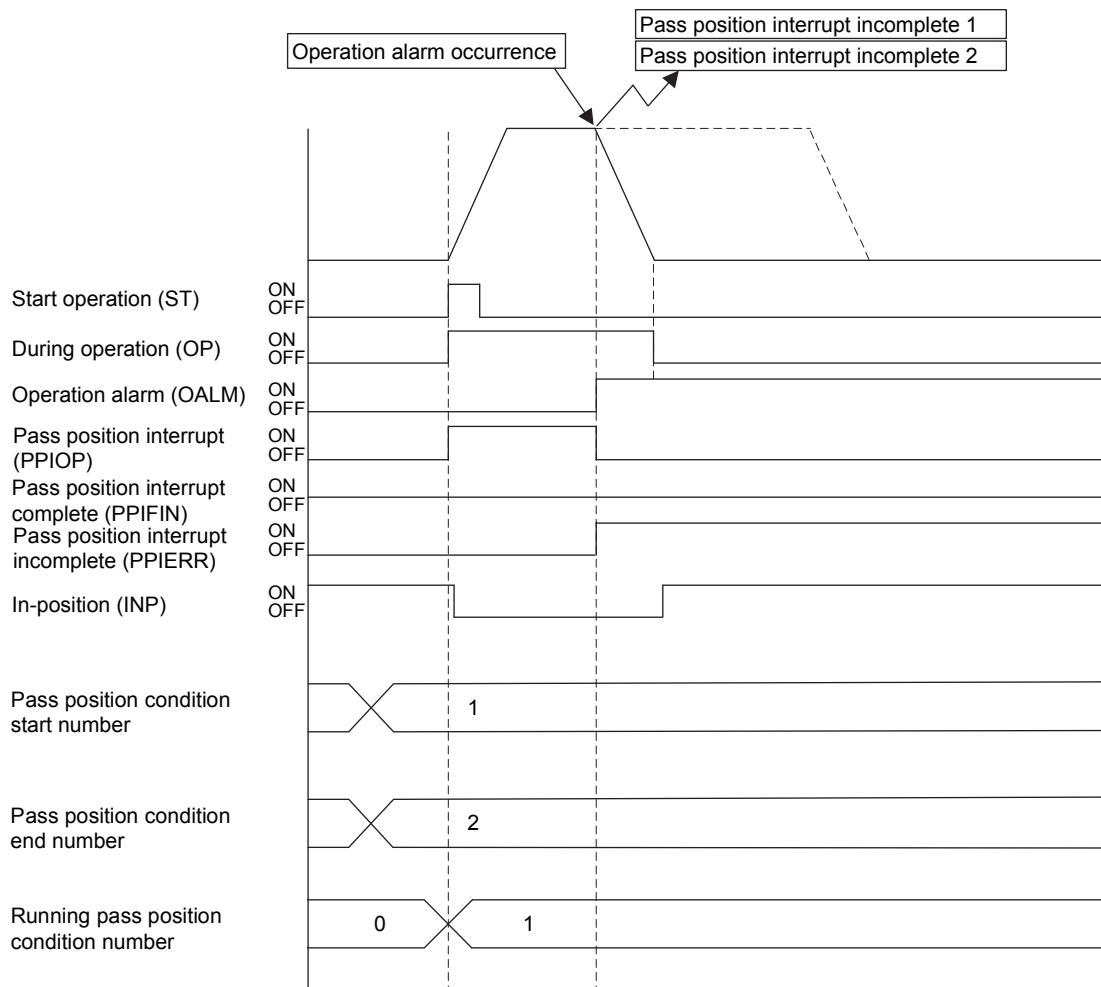 Pass position interrupt incomplete 1
Operation alarm occurrence
Pass position interrupt incomplete 2
Start operation (ST)
ON
OFF
During operation (OP)
ON
OFF
Operation alarm (OALM)
ON
OFF
Pass position interrupt
(PPIOP)
ON
OFF
Pass position interrupt
complete (PPIFIN)
ON
OFF
Pass position interrupt
incomplete (PPIERR)
ON
OFF
In-position (INP)
ON
OFF
Pass position condition
start number
1
Pass position condition
end number
2
Running pass position
condition number
0
1